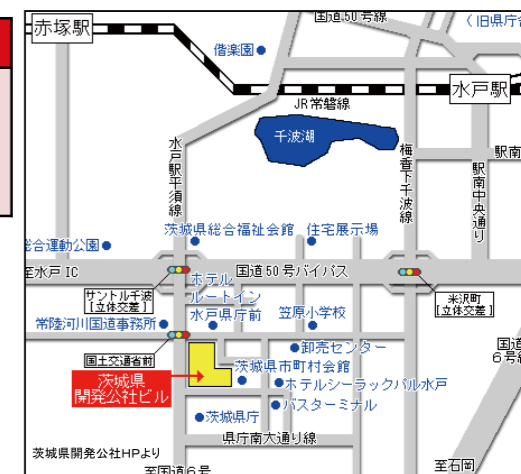 赤塚駅
国道50号線
(旧県庁
偕楽園
水戸駅
JR常磐線
千波湖
水戸駅平須線
梅香下千波線
駅南
駅南中央通り
茨城県総合福祉会館
住宅展示場
総合運動公園
至水戸IC
国道50号バイパス
サントル千波
[立体交差]
ホテル
ルートイン
水戸県庁前
米沢町
[立体交差]
常陸河川国道事務所
笠原小学校
国土交通省前
卸売センター
国道
6号線
茨城県
開発公社ビル
茨城県市町村会館
ホテルシーラックパル水戸
バスターミナル
茨城県庁
県庁南大通り線
茨城県開発公社HPより
至国道6号
至石岡